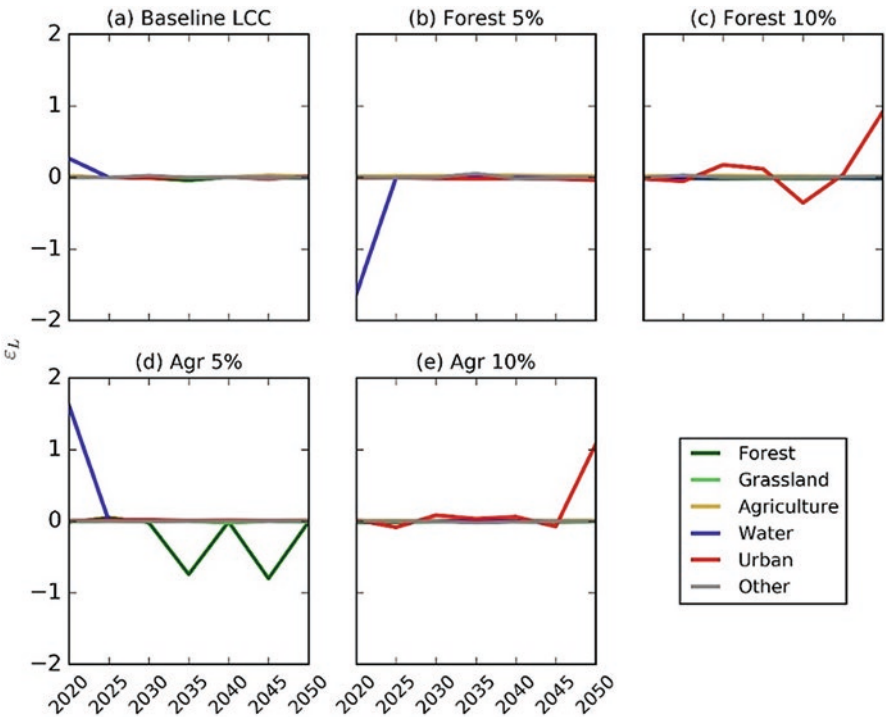 (a) Baseline LCC
(b) Forest 5%
(c) Forest 10%
2
1
0
−1
−2
εL
(d) Agr 5%
(e) Agr 10%
2
1
0
−1
−2
Forest
Grassland
Agriculture
Water
Urban
Other
2020 2025 2030 2035 2040 2045 2050
2020 2025 2030 2035 2040 2045 2050